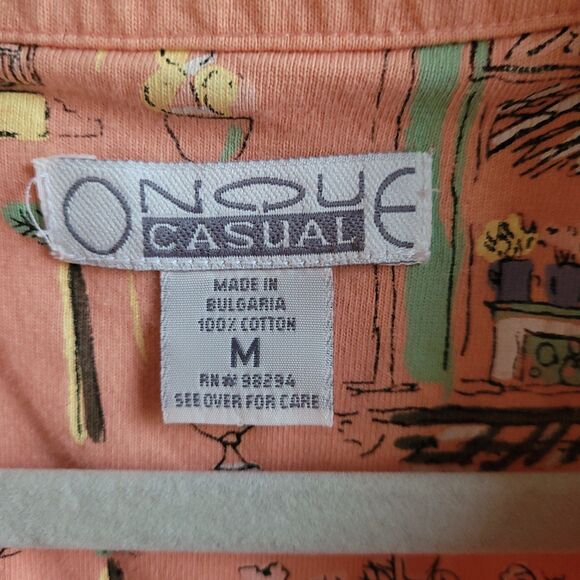 ONQUE
CASUAL
MADE IN
BULGARIA
100% COTTON
M
RN# 98294
SEE OVER FOR CARE